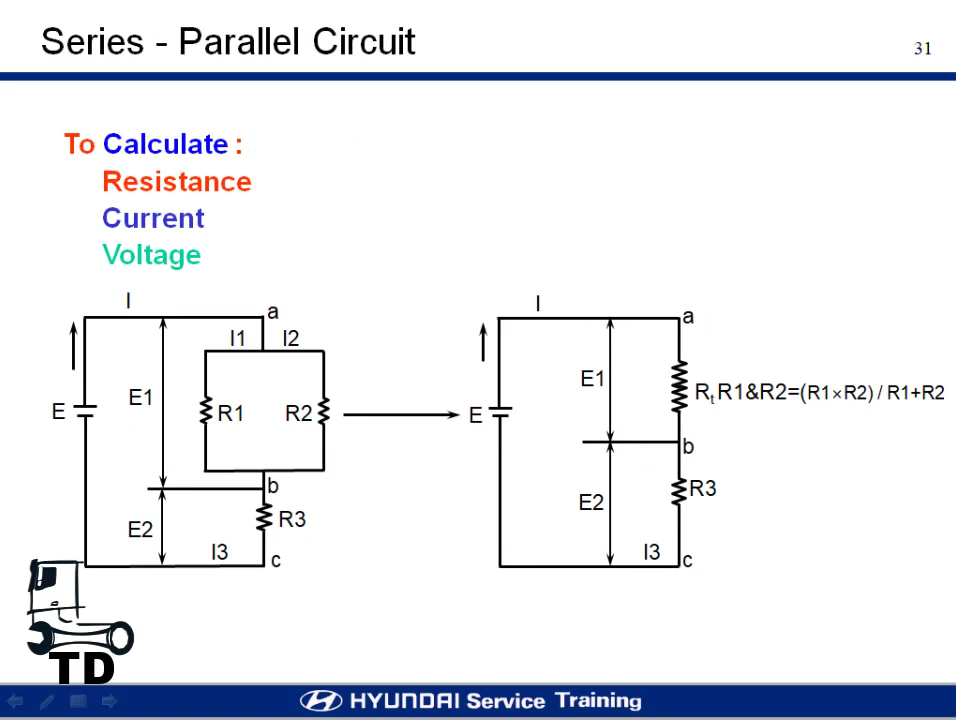 Series - Parallel Circuit
31
To Calculate :
Resistance
Current
Voltage
I
a
I1 I2
E1
E
R1
R2
b
E2
R3
I3
c
I
a
E1
RtR1&R2=(R1×R2) / R1+R2
E
b
E2
R3
I3
c
TD
HYUNDAI Service Training